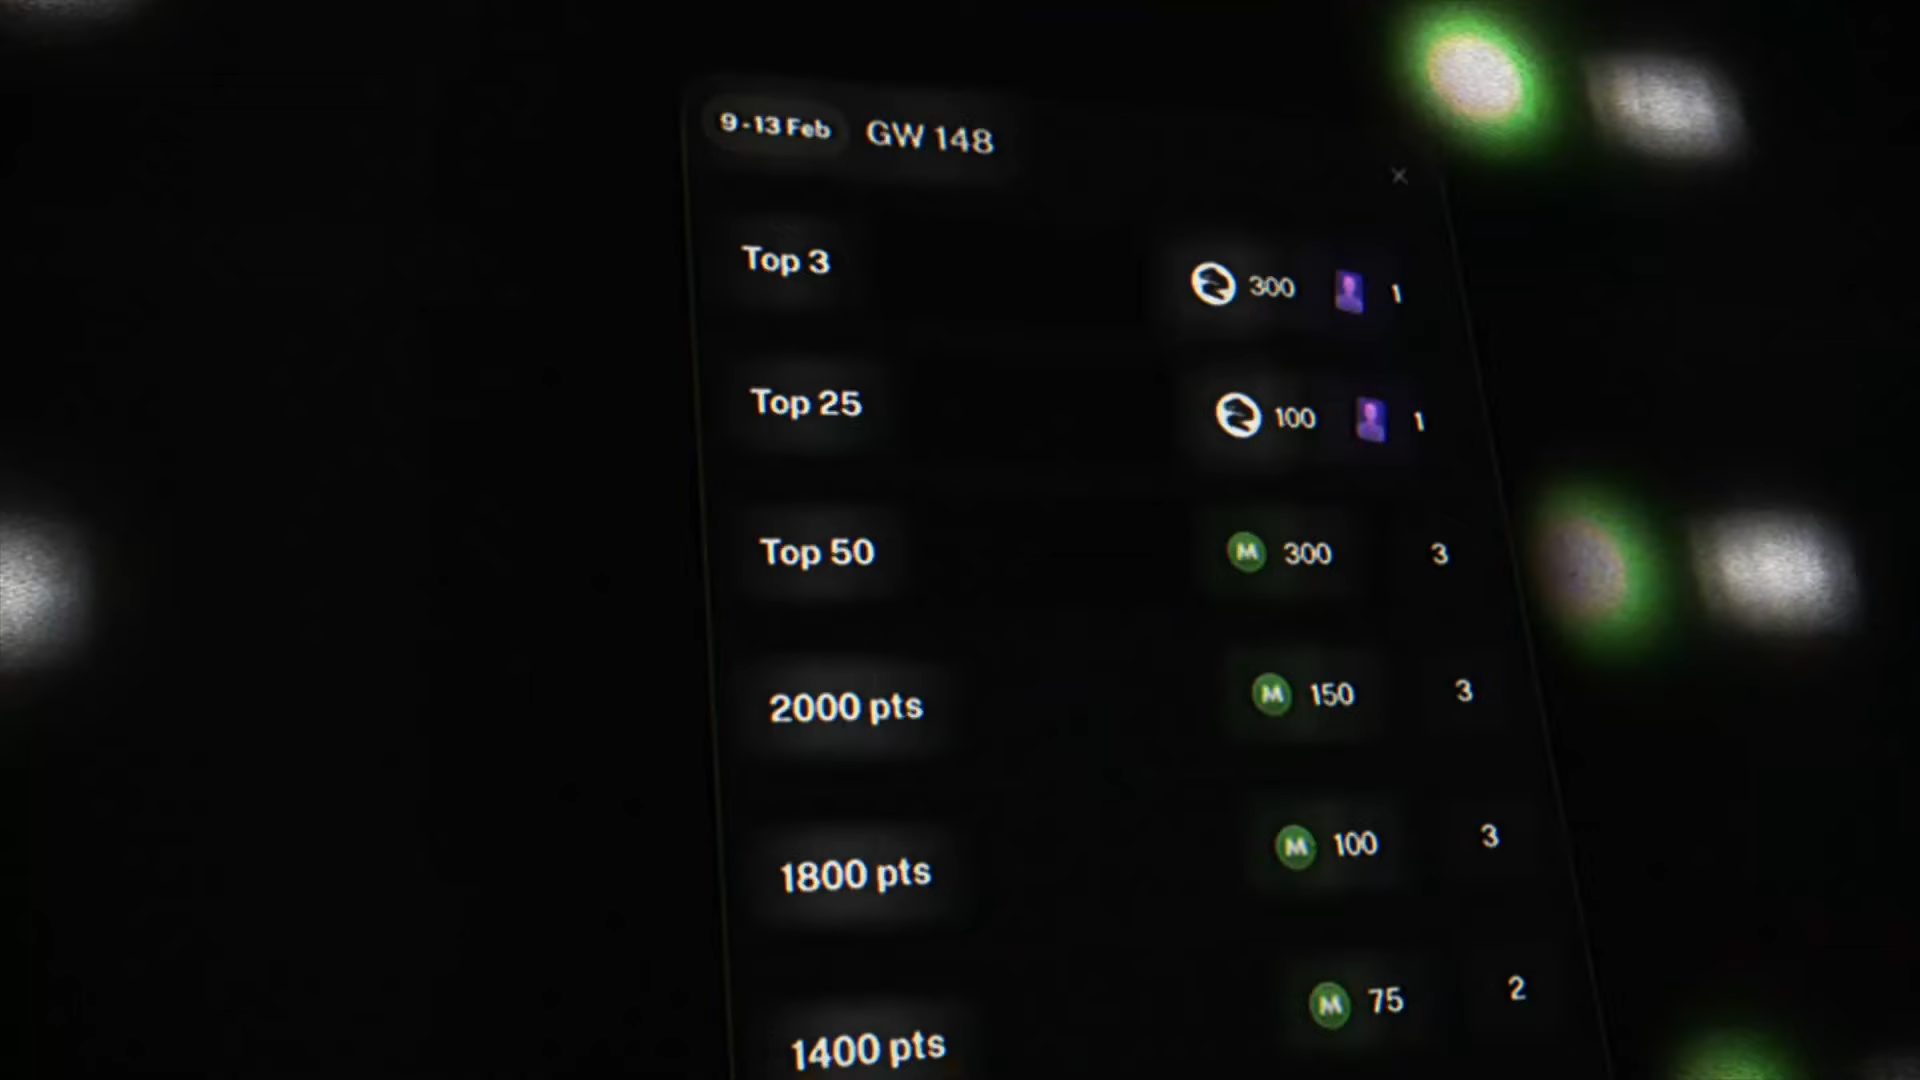 9-13 Feb GW 148
×
Top 3 300 1
Top 25 100 1
Top 50 M 300 3
2000 pts M 150 3
1800 pts M 100 3
1400 pts M 75 2